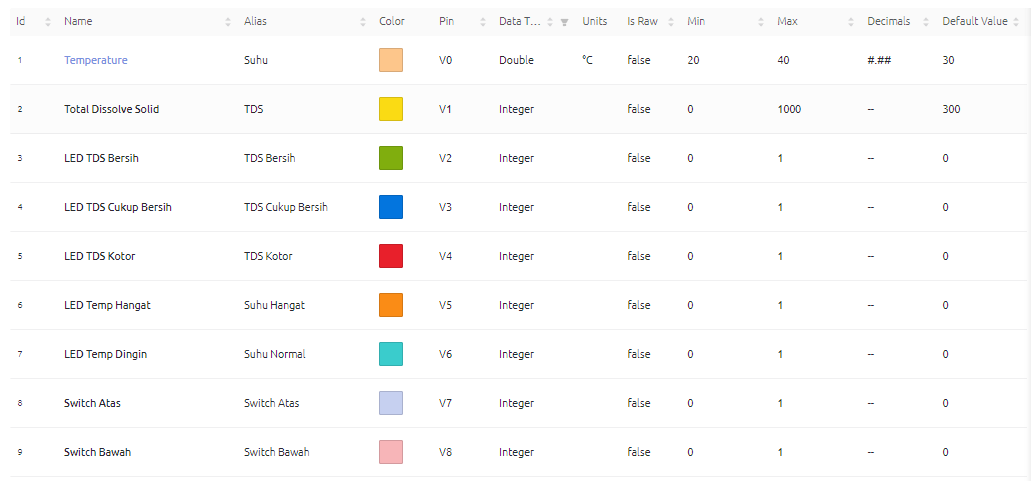 Id Name Alias Color Pin Data T... Units Is Raw Min Max Decimals Default Value
1 Temperature Suhu V0 Double °C false 20 40 #.## 30
2 Total Dissolve Solid TDS V1 Integer false 0 1000 -- 300
3 LED TDS Bersih TDS Bersih V2 Integer false 0 1 -- 0
4 LED TDS Cukup Bersih TDS Cukup Bersih V3 Integer false 0 1 -- 0
5 LED TDS Kotor TDS Kotor V4 Integer false 0 1 -- 0
6 LED Temp Hangat Suhu Hangat V5 Integer false 0 1 -- 0
7 LED Temp Dingin Suhu Normal V6 Integer false 0 1 -- 0
8 Switch Atas Switch Atas V7 Integer false 0 1 -- 0
9 Switch Bawah Switch Bawah V8 Integer false 0 1 -- 0